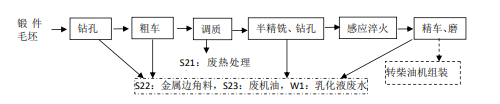 锻 件
毛坯
钻孔
粗车
调质
半精铣、钻孔
感应淬火
精车、磨
S21：废热处理
转柴油机组装
S22：金属边角料，S23：废机油，W1：乳化液废水